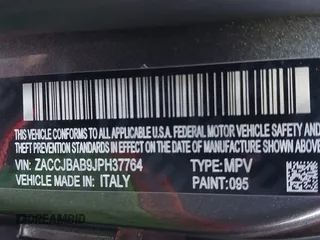 THIS VEHICLE CONFORMS TO ALL APPLICABLE U.S.A. FEDERAL MOTOR VEHICLE SAFETY AND
THEFT PREVENTION STANDARDS IN EFFECT ON THE DATE OF MANUFACTURE SHOWN ABOVE
VIN: ZACCJBAB9JPH37764 TYPE: MPV
VEHICLE MADE IN: ITALY PAINT: 095
DREAMBID